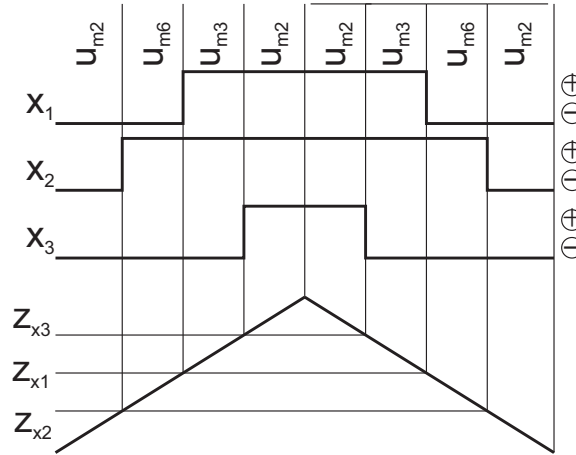 u_m2 u_m6 u_m3 u_m2 u_m2 u_m3 u_m6 u_m2
x_1 ⊕
⊖
x_2 ⊕
⊖
x_3 ⊕
⊖
z_x3
z_x1
z_x2